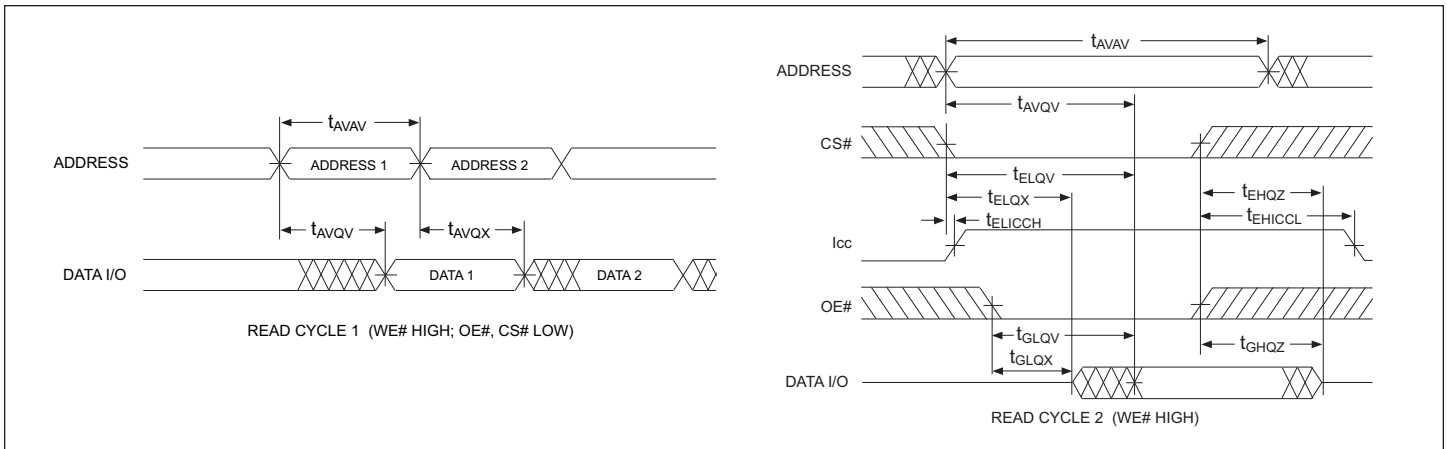 tAVAV
ADDRESS
ADDRESS 1
ADDRESS 2
tAVQV
tAVQX
DATA I/O
DATA 1
DATA 2
READ CYCLE 1 (WE# HIGH; OE#, CS# LOW)
tAVAV
ADDRESS
tAVQV
CS#
tELQV
tELQX
tEHQZ
tELICCH
tEHICCL
Icc
OE#
tGLQV
tGHQZ
tGLQX
DATA I/O
READ CYCLE 2 (WE# HIGH)